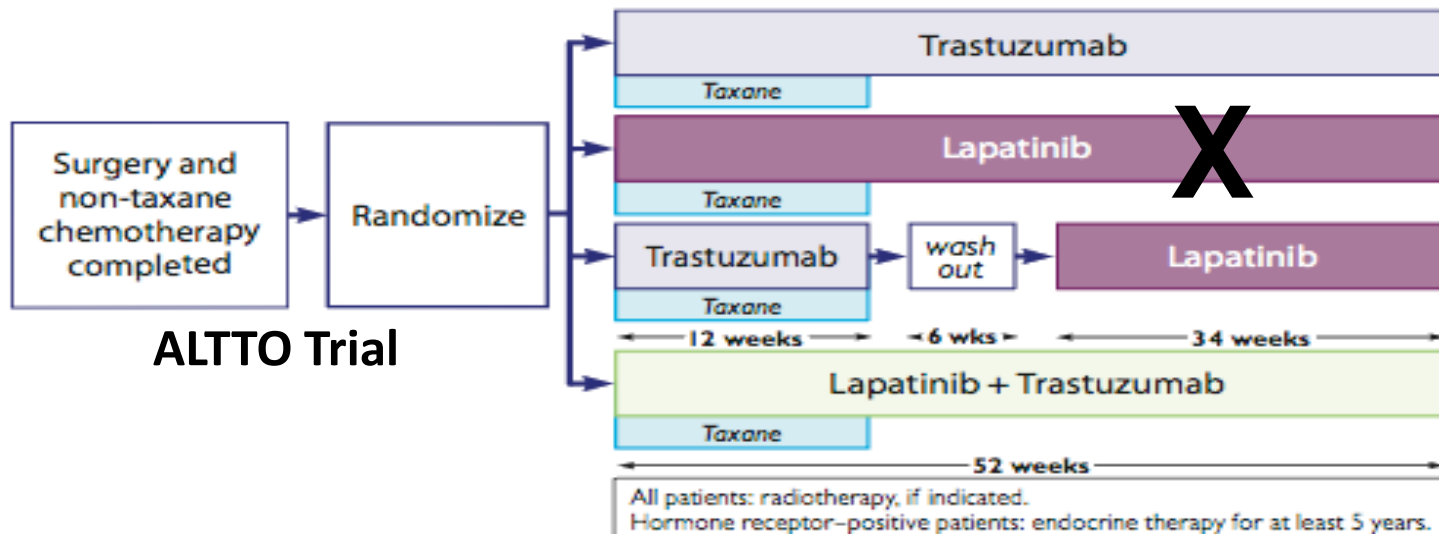 Surgery and
non-taxane
chemotherapy
completed
ALTTO Trial
Randomize
Trastuzumab
Taxane
Lapatinib
X
Taxane
Trastuzumab
wash
out
Lapatinib
Taxane
12 weeks
6 wks
34 weeks
Lapatinib + Trastuzumab
Taxane
52 weeks
All patients: radiotherapy, if indicated.
Hormone receptor–positive patients: endocrine therapy for at least 5 years.